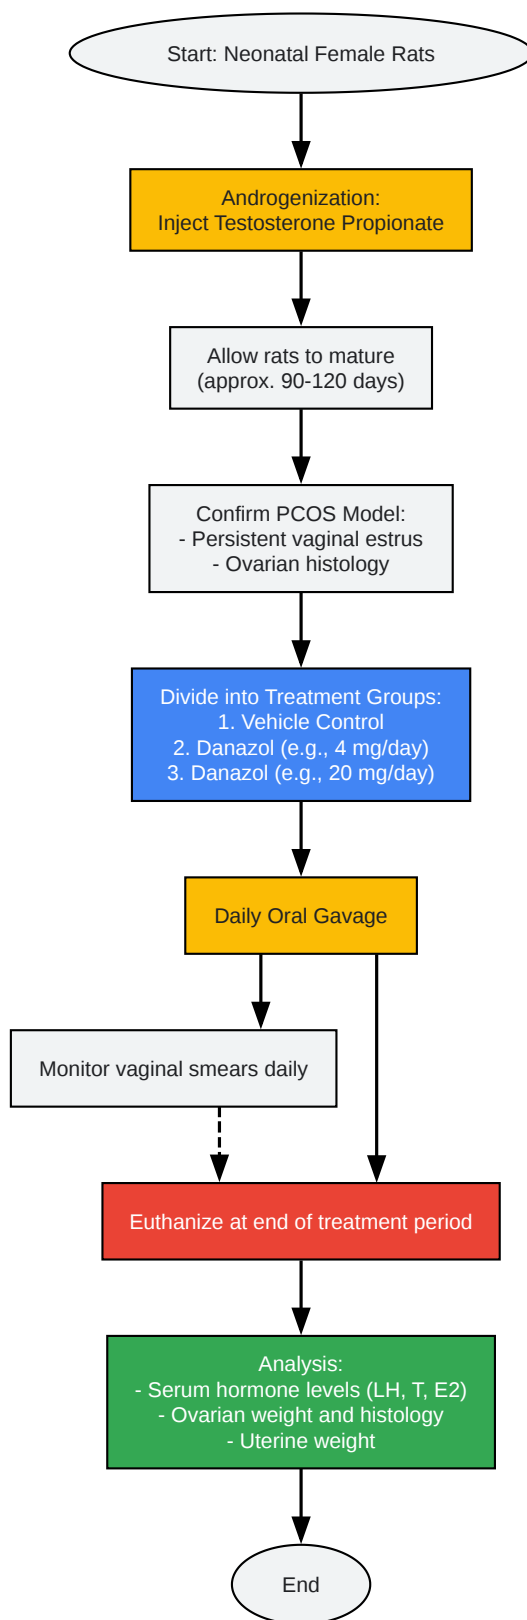 Start: Neonatal Female Rats
Androgenization:
Inject Testosterone Propionate
Allow rats to mature
(approx. 90-120 days)
Confirm PCOS Model:
- Persistent vaginal estrus
- Ovarian histology
Divide into Treatment Groups:
1. Vehicle Control
2. Danazol (e.g., 4 mg/day)
3. Danazol (e.g., 20 mg/day)
Daily Oral Gavage
Monitor vaginal smears daily
Euthanize at end of treatment period
Analysis:
- Serum hormone levels (LH, T, E2)
- Ovarian weight and histology
- Uterine weight
End